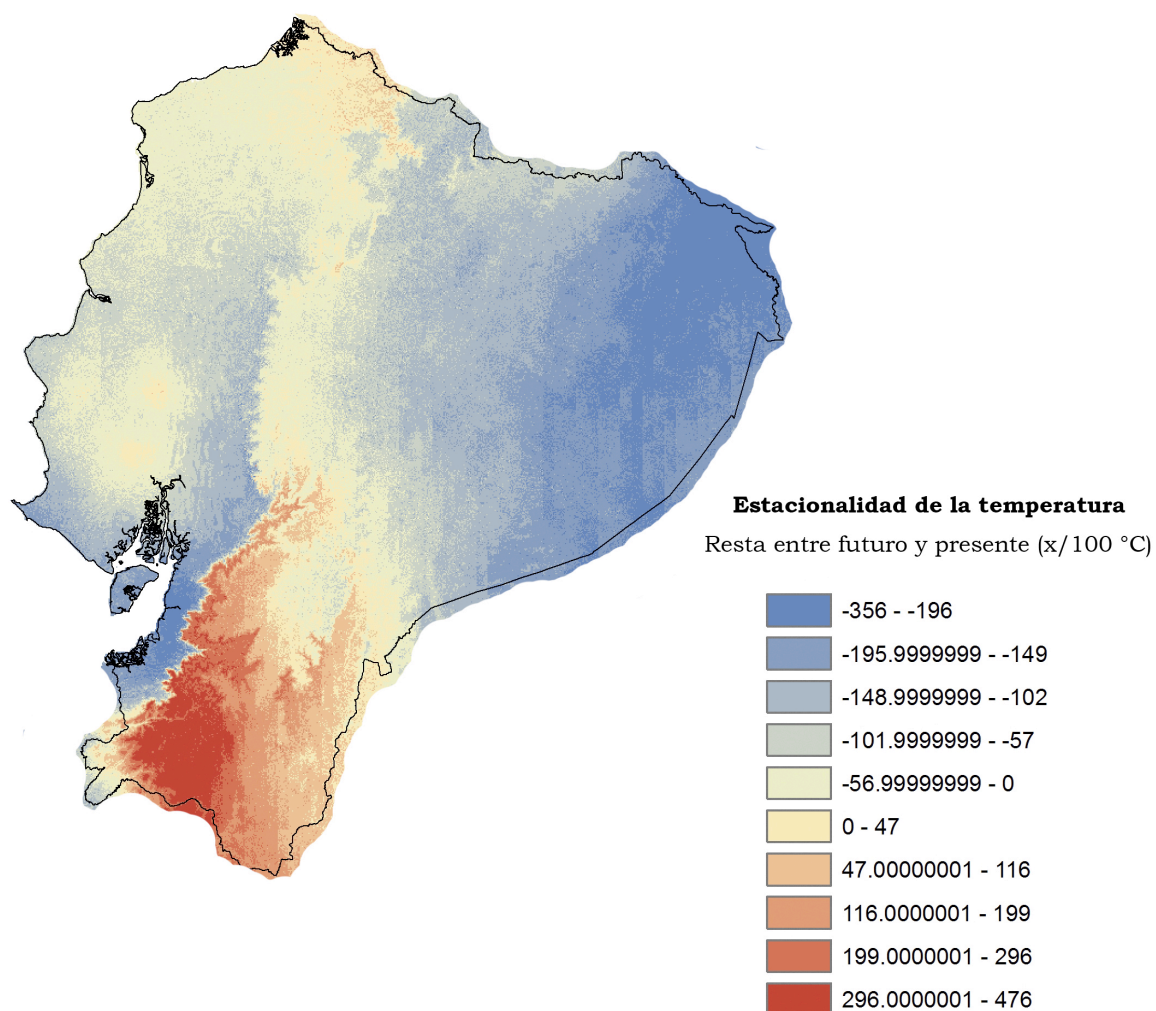 Estacionalidad de la temperatura
Resta entre futuro y presente (x/100 °C)
-356 - -196
-195.9999999 - -149
-148.9999999 - -102
-101.9999999 - -57
-56.99999999 - 0
0 - 47
47.00000001 - 116
116.0000001 - 199
199.0000001 - 296
296.0000001 - 476